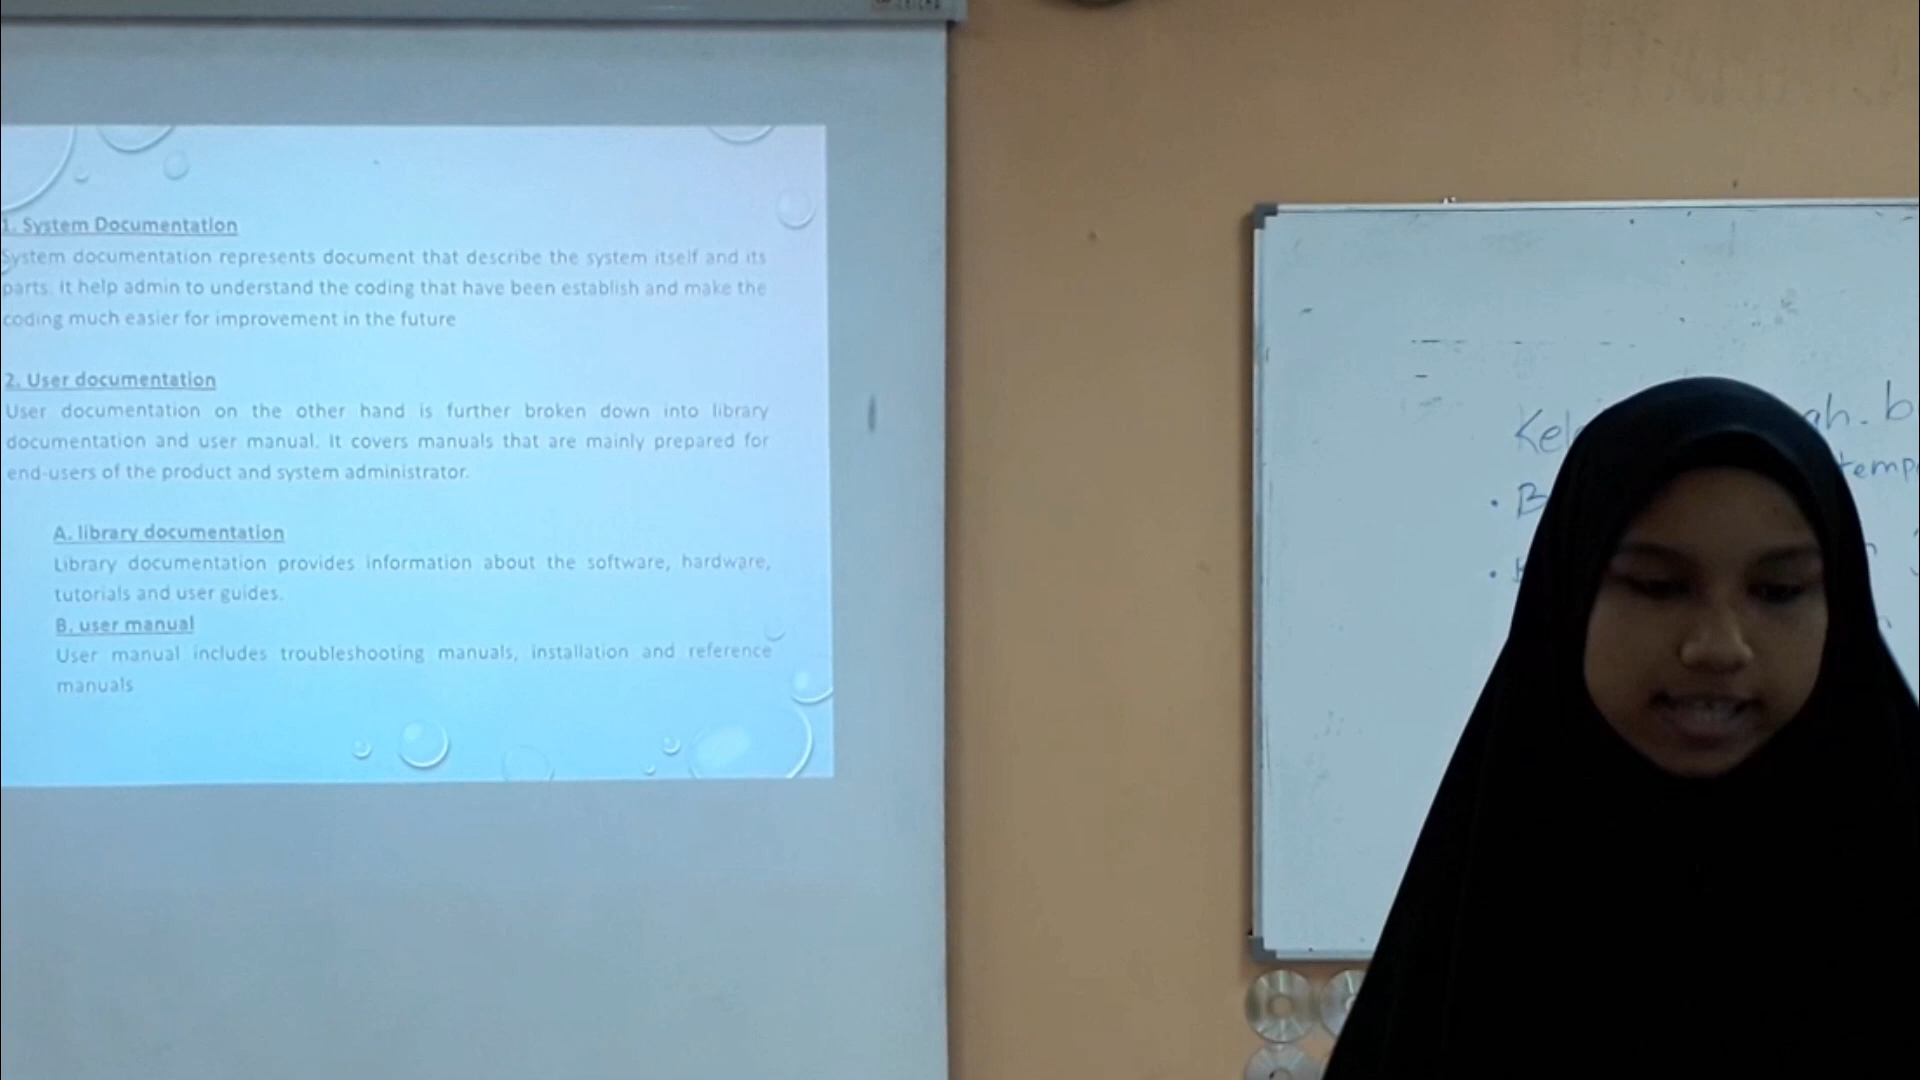 1. System Documentation
System documentation represents document that describe the system itself and its
parts. It help admin to understand the coding that have been establish and make the
coding much easier for improvement in the future
2. User documentation
User documentation on the other hand is further broken down into library
documentation and user manual. It covers manuals that are mainly prepared for
end-users of the product and system administrator.
A. library documentation
Library documentation provides information about the software, hardware,
tutorials and user guides.
B. user manual
User manual includes troubleshooting manuals, installation and reference
manuals